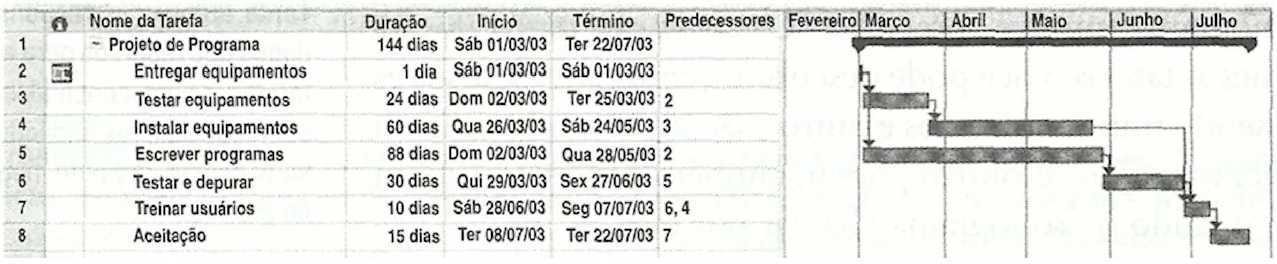 Nome da Tarefa Duração Início Término Predecessores Fevereiro Março Abril Maio Junho Julho
1 − Projeto de Programa 144 dias Sáb 01/03/03 Ter 22/07/03
2 Entregar equipamentos 1 dia Sáb 01/03/03 Sáb 01/03/03
3 Testar equipamentos 24 dias Dom 02/03/03 Ter 25/03/03 2
4 Instalar equipamentos 60 dias Qua 26/03/03 Sáb 24/05/03 3
5 Escrever programas 88 dias Dom 02/03/03 Qua 28/05/03 2
6 Testar e depurar 30 dias Qui 29/03/03 Sex 27/06/03 5
7 Treinar usuários 10 dias Sáb 28/06/03 Seg 07/07/03 6, 4
8 Aceitação 15 dias Ter 08/07/03 Ter 22/07/03 7